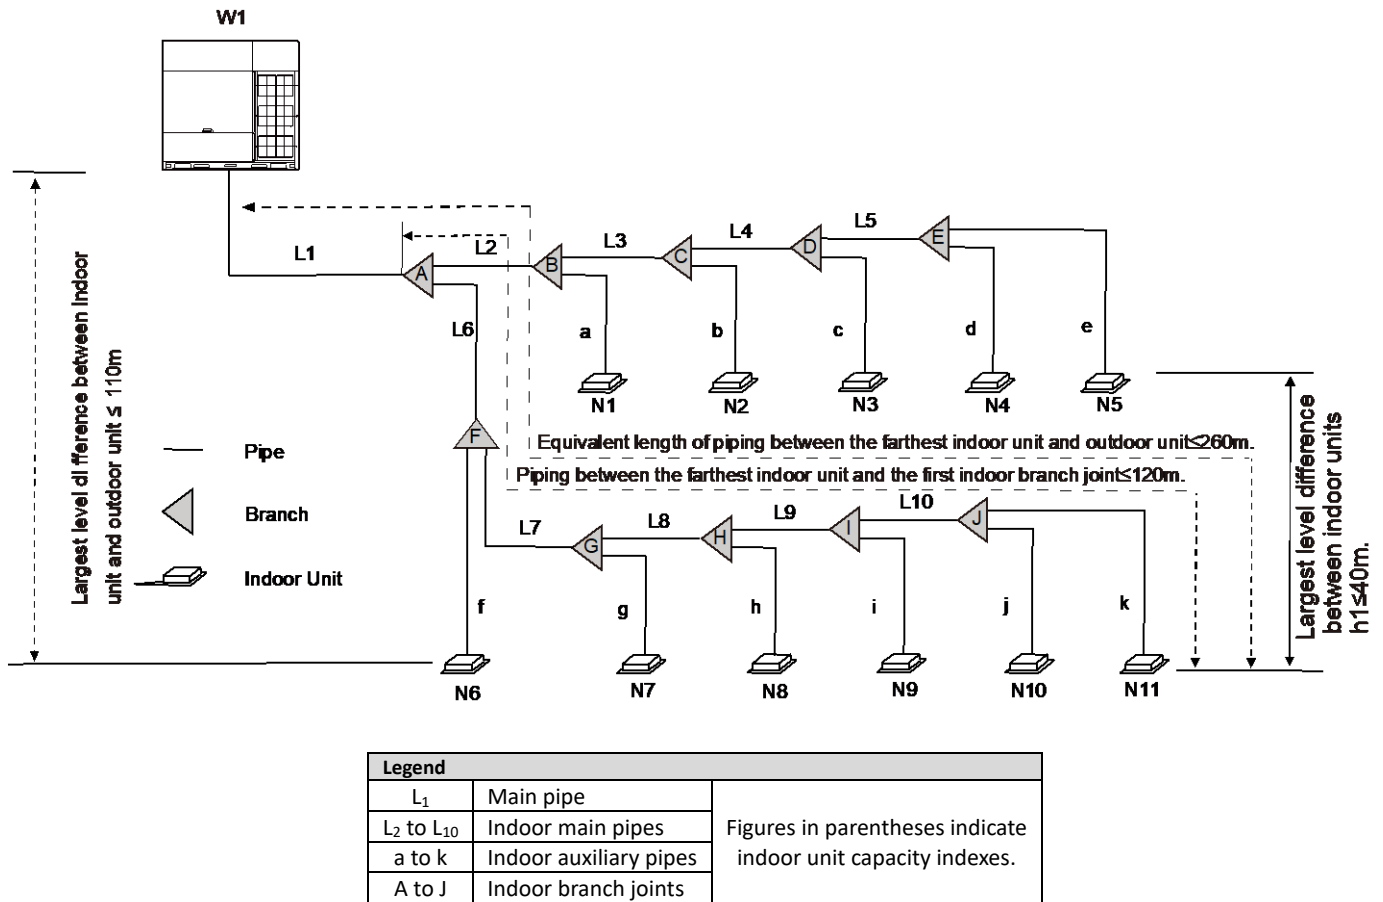 W1
L1
L2
L3
L4
L5
A
B
C
D
E
L6
a
b
c
d
e
N1
N2
N3
N4
N5
Largest level di fference between Indoor
unit and outdoor unit ≤ 110m
F
Pipe
Branch
Indoor Unit
Equivalent length of piping between the farthest indoor unit and outdoor unit≤260m.
Piping between the farthest indoor unit and the first indoor branch joint≤120m.
Largest level difference
between indoor units
h1≤40m.
L7
L8
L9
L10
G
H
I
J
f
g
h
i
j
k
N6
N7
N8
N9
N10
N11
Legend
L1 Main pipe
L2 to L10 Indoor main pipes
a to k Indoor auxiliary pipes
A to J Indoor branch joints
Figures in parentheses indicate
indoor unit capacity indexes.